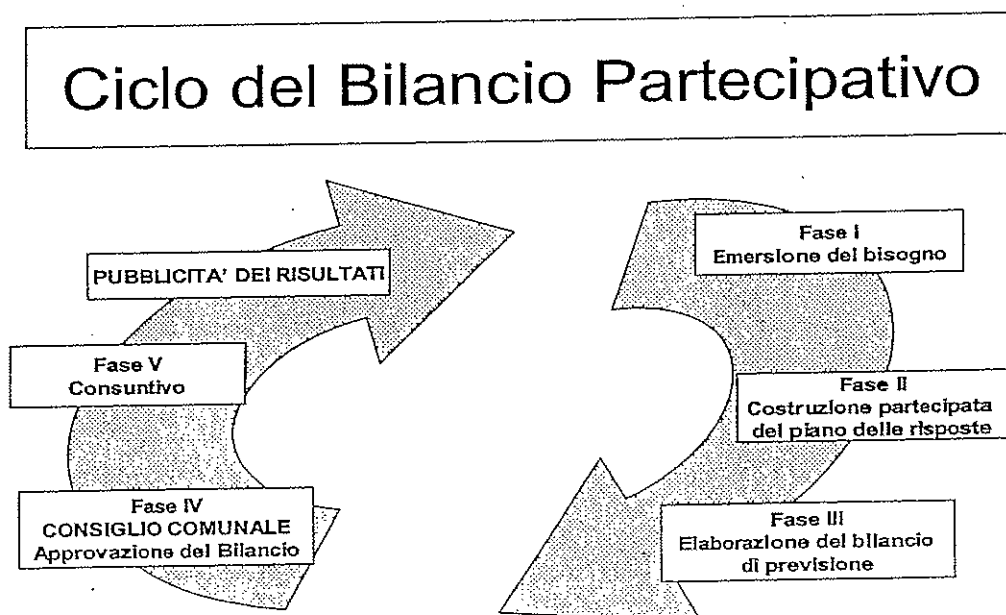 Ciclo del Bilancio Partecipativo
Fase I
Emersione del bisogno
Fase II
Costruzione partecipata
del piano delle risposte
Fase III
Elaborazione del bilancio
di previsione
Fase IV
CONSIGLIO COMUNALE
Approvazione del Bilancio
Fase V
Consuntivo
PUBBLICITA' DEI RISULTATI